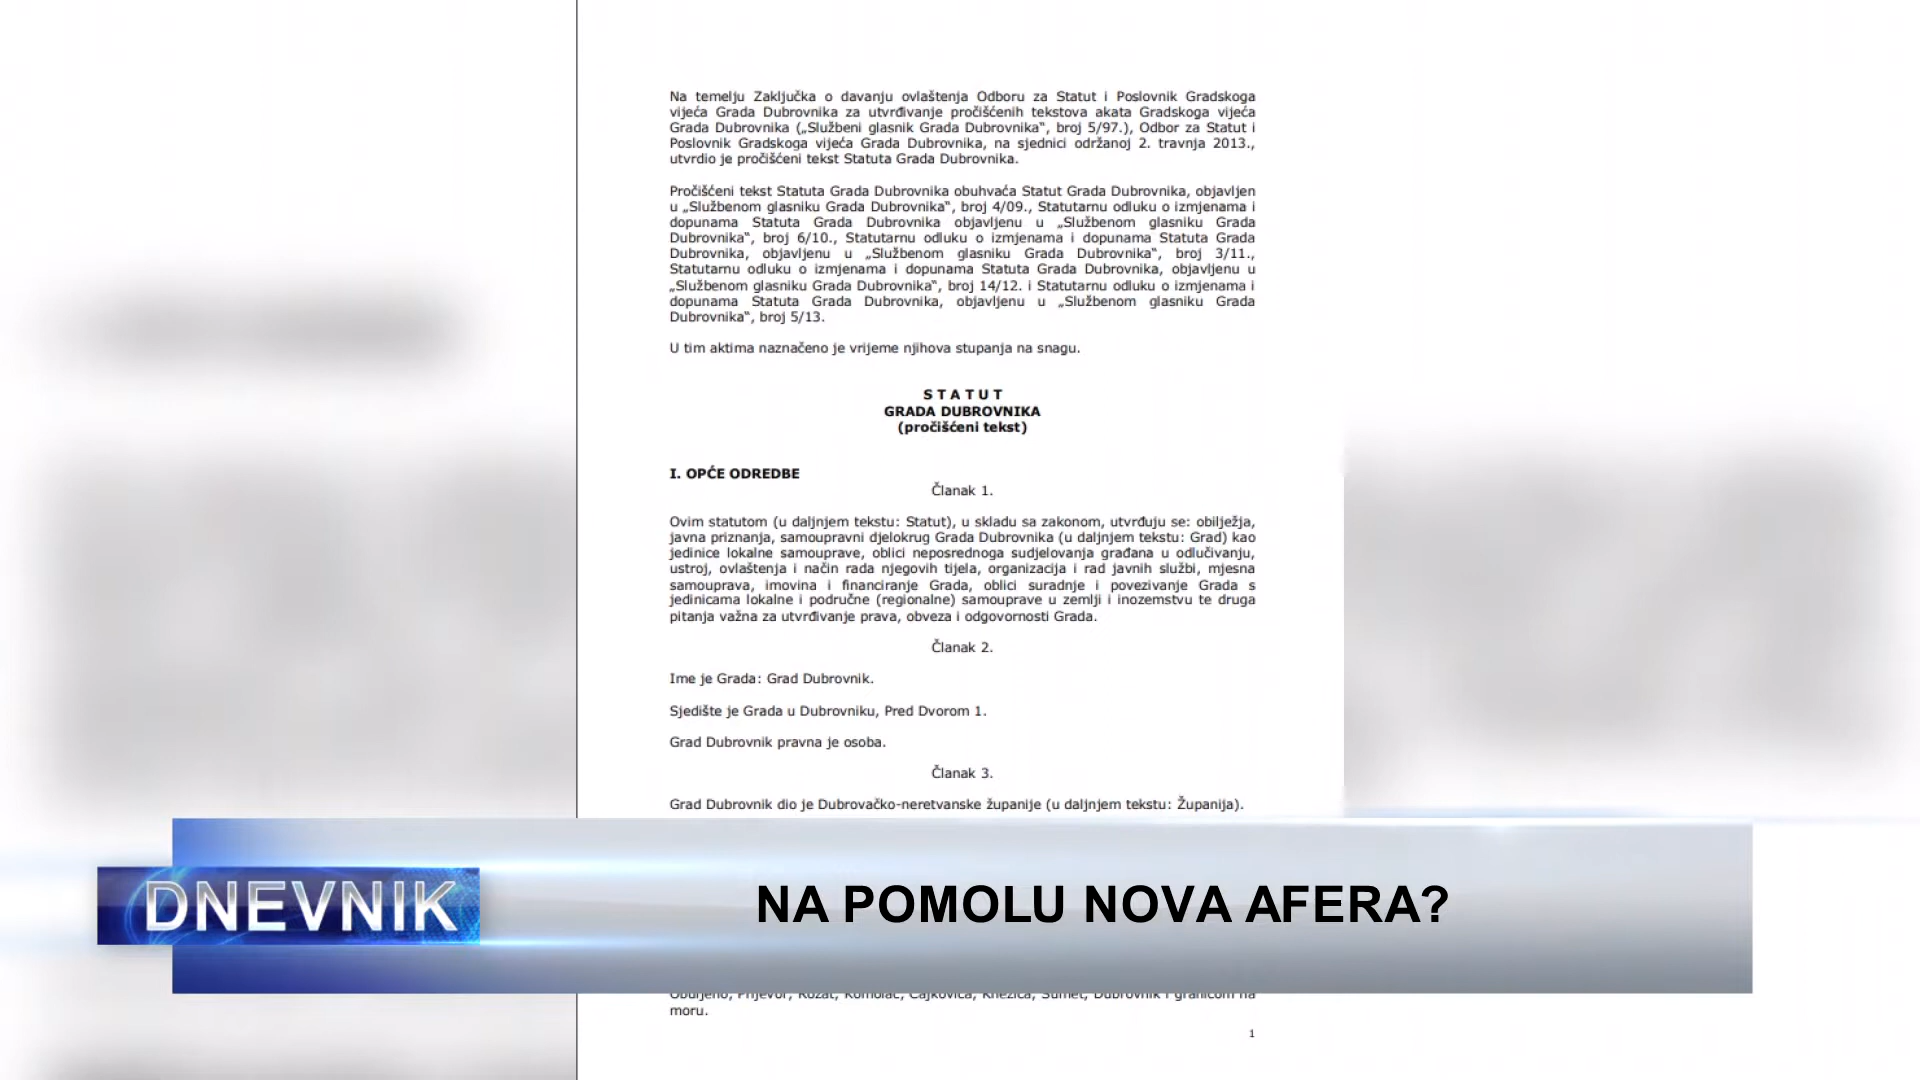 Na temelju Zaključka o davanju ovlaštenja Odboru za Statut i Poslovnik Gradskoga
vijeća Grada Dubrovnika za utvrđivanje pročišćenih tekstova akata Gradskoga vijeća
Grada Dubrovnika („Službeni glasnik Grada Dubrovnika“, broj 5/97.), Odbor za Statut i
Poslovnik Gradskoga vijeća Grada Dubrovnika, na sjednici održanoj 2. travnja 2013.,
utvrdio je pročišćeni tekst Statuta Grada Dubrovnika.
Pročišćeni tekst Statuta Grada Dubrovnika obuhvaća Statut Grada Dubrovnika, objavljen
u „Službenom glasniku Grada Dubrovnika“, broj 4/09., Statutarnu odluku o izmjenama i
dopunama Statuta Grada Dubrovnika objavljenu u „Službenom glasniku Grada
Dubrovnika“, broj 6/10., Statutarnu odluku o izmjenama i dopunama Statuta Grada
Dubrovnika, objavljenu u „Službenom glasniku Grada Dubrovnika“, broj 3/11.,
Statutarnu odluku o izmjenama i dopunama Statuta Grada Dubrovnika, objavljenu u
„Službenom glasniku Grada Dubrovnika“, broj 14/12. i Statutarnu odluku o izmjenama i
dopunama Statuta Grada Dubrovnika, objavljenu u „Službenom glasniku Grada
Dubrovnika“, broj 5/13.
U tim aktima naznačeno je vrijeme njihova stupanja na snagu.
S T A T U T
GRADA DUBROVNIKA
(pročišćeni tekst)
I. OPĆE ODREDBE
Članak 1.
Ovim statutom (u daljnjem tekstu: Statut), u skladu sa zakonom, utvrđuju se: obilježja,
javna priznanja, samoupravni djelokrug Grada Dubrovnika (u daljnjem tekstu: Grad) kao
jedinice lokalne samouprave, oblici neposrednoga sudjelovanja građana u odlučivanju,
ustroj, ovlaštenja i način rada njegovih tijela, organizacija i rad javnih službi, mjesna
samouprava, imovina i financiranje Grada, oblici suradnje i povezivanje Grada s
jedinicama lokalne i područne (regionalne) samouprave u zemlji i inozemstvu te druga
pitanja važna za utvrđivanje prava, obveza i odgovornosti Grada.
Članak 2.
Ime je Grada: Grad Dubrovnik.
Sjedište je Grada u Dubrovniku, Pred Dvorom 1.
Grad Dubrovnik pravna je osoba.
Članak 3.
Grad Dubrovnik dio je Dubrovačko-neretvanske županije (u daljnjem tekstu: Županija).
DNEVNIK
NA POMOLU NOVA AFERA?
Komolac, Čajkovica, Knežica, Šumet, Dubrovnik i granicom na
moru.
1